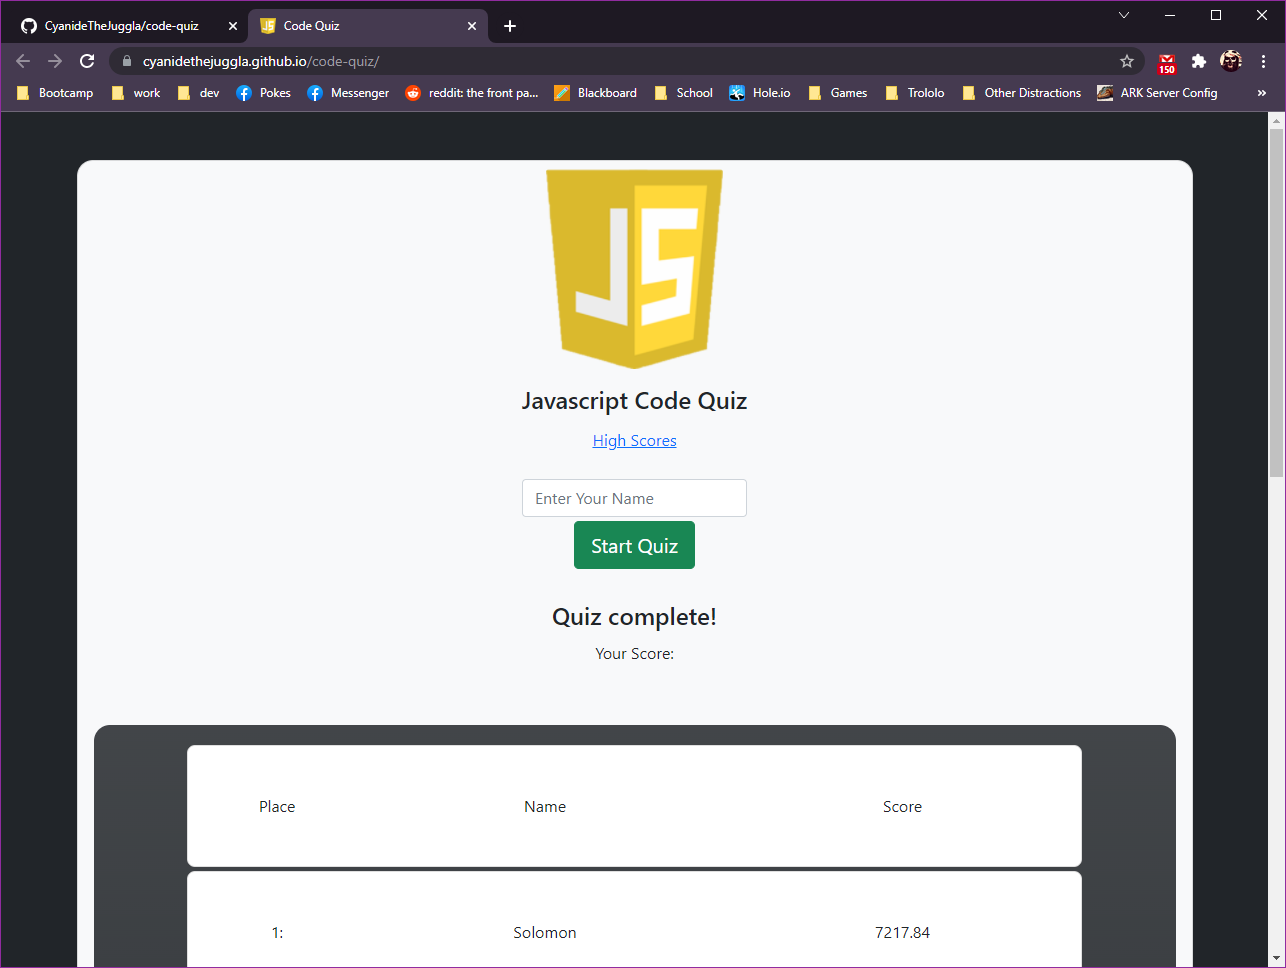 CyanideTheJuggla/code-quiz
Code Quiz
cyanidethejuggla.github.io/code-quiz/
150
Bootcamp work dev Pokes Messenger reddit: the front pa... Blackboard School Hole.io Games Trololo Other Distractions ARK Server Config »
JS
Javascript Code Quiz
High Scores
Enter Your Name
Start Quiz
Quiz complete!
Your Score:
Place Name Score
1: Solomon 7217.84